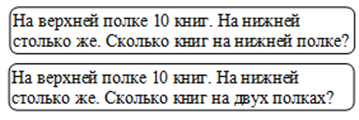 На верхней полке 10 книг. На нижней
столько же. Сколько книг на нижней полке?
На верхней полке 10 книг. На нижней
столько же. Сколько книг на двух полках?